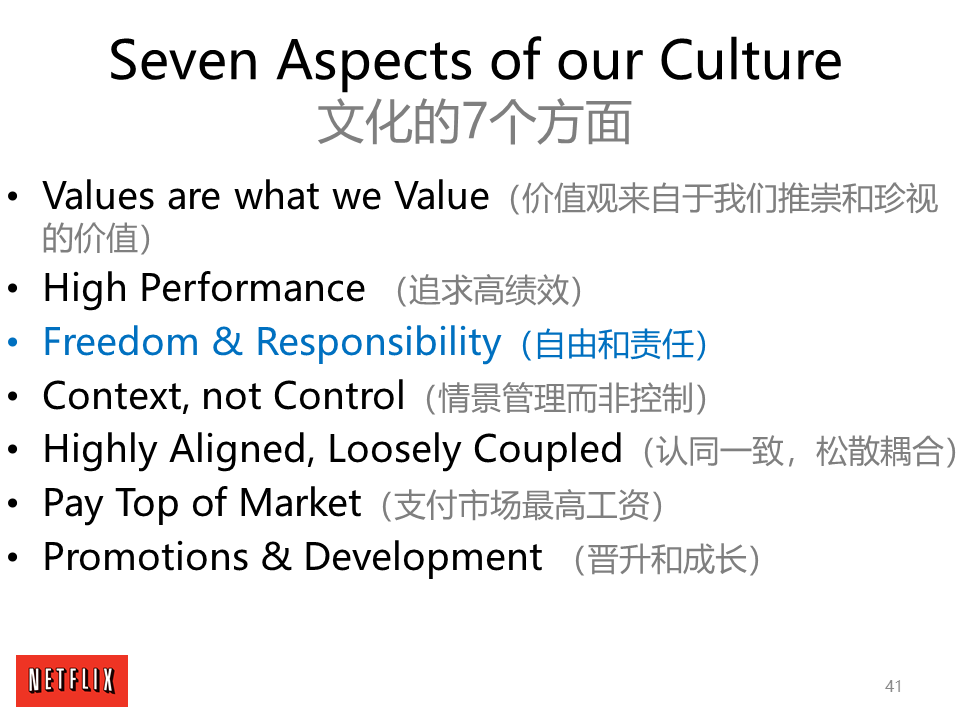 Seven Aspects of our Culture
文化的7个方面
• Values are what we Value（价值观来自于我们推崇和珍视
的价值）
• High Performance （追求高绩效）
• Freedom & Responsibility（自由和责任）
• Context, not Control（情景管理而非控制）
• Highly Aligned, Loosely Coupled（认同一致，松散耦合）
• Pay Top of Market（支付市场最高工资）
• Promotions & Development （晋升和成长）
NETFLIX
41